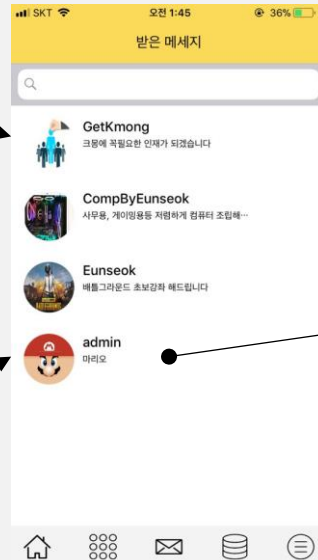 SKT 오전 1:45 36%
받은 메세지
GetKmong
크몽에 꼭필요한 인재가 되겠습니다
CompByEunseok
사무용, 게이밍용등 저렴하게 컴퓨터 조립해…
Eunseok
배틀그라운드 초보강좌 해드립니다
admin
마리오